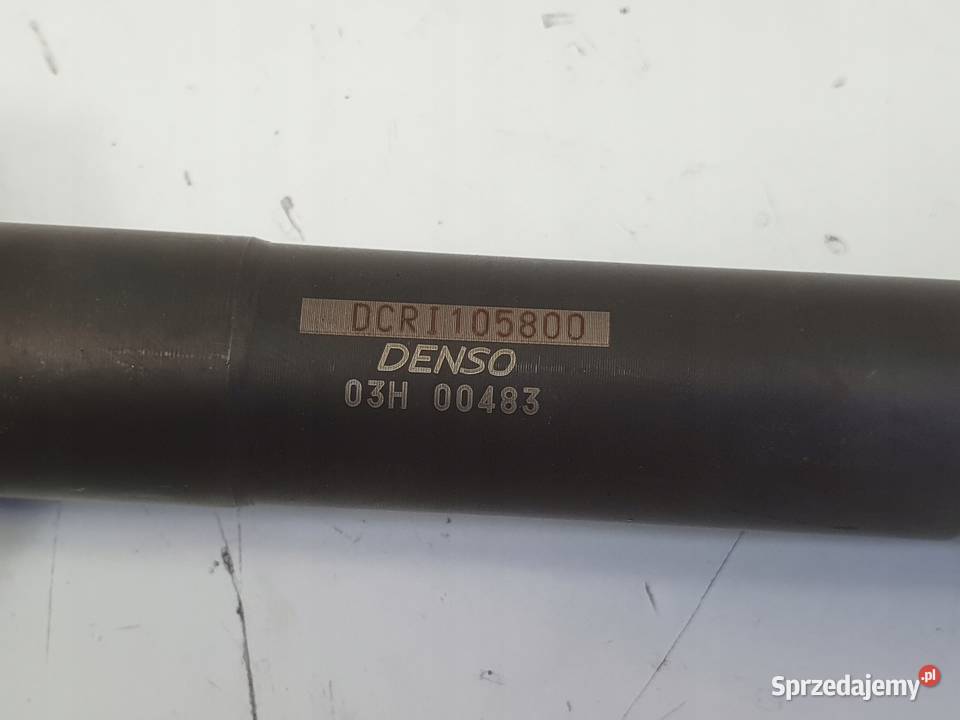 DCRI105800
DENSO
03H 00483
Sprzedajemy.pl